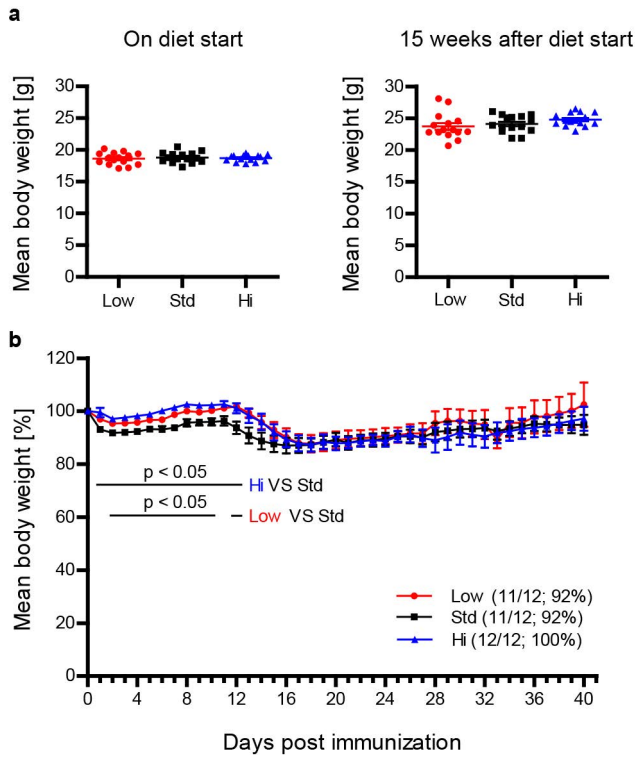 a
On diet start
15 weeks after diet start
Mean body weight [g]
30
25
20
15
10
5
0
Low Std Hi
Mean body weight [g]
30
25
20
15
10
5
0
Low Std Hi
b
Mean body weight [%]
120
100
80
60
40
20
0
p < 0.05
Hi VS Std
p < 0.05
Low VS Std
Low (11/12; 92%)
Std (11/12; 92%)
Hi (12/12; 100%)
0 4 8 12 16 20 24 28 32 36 40
Days post immunization